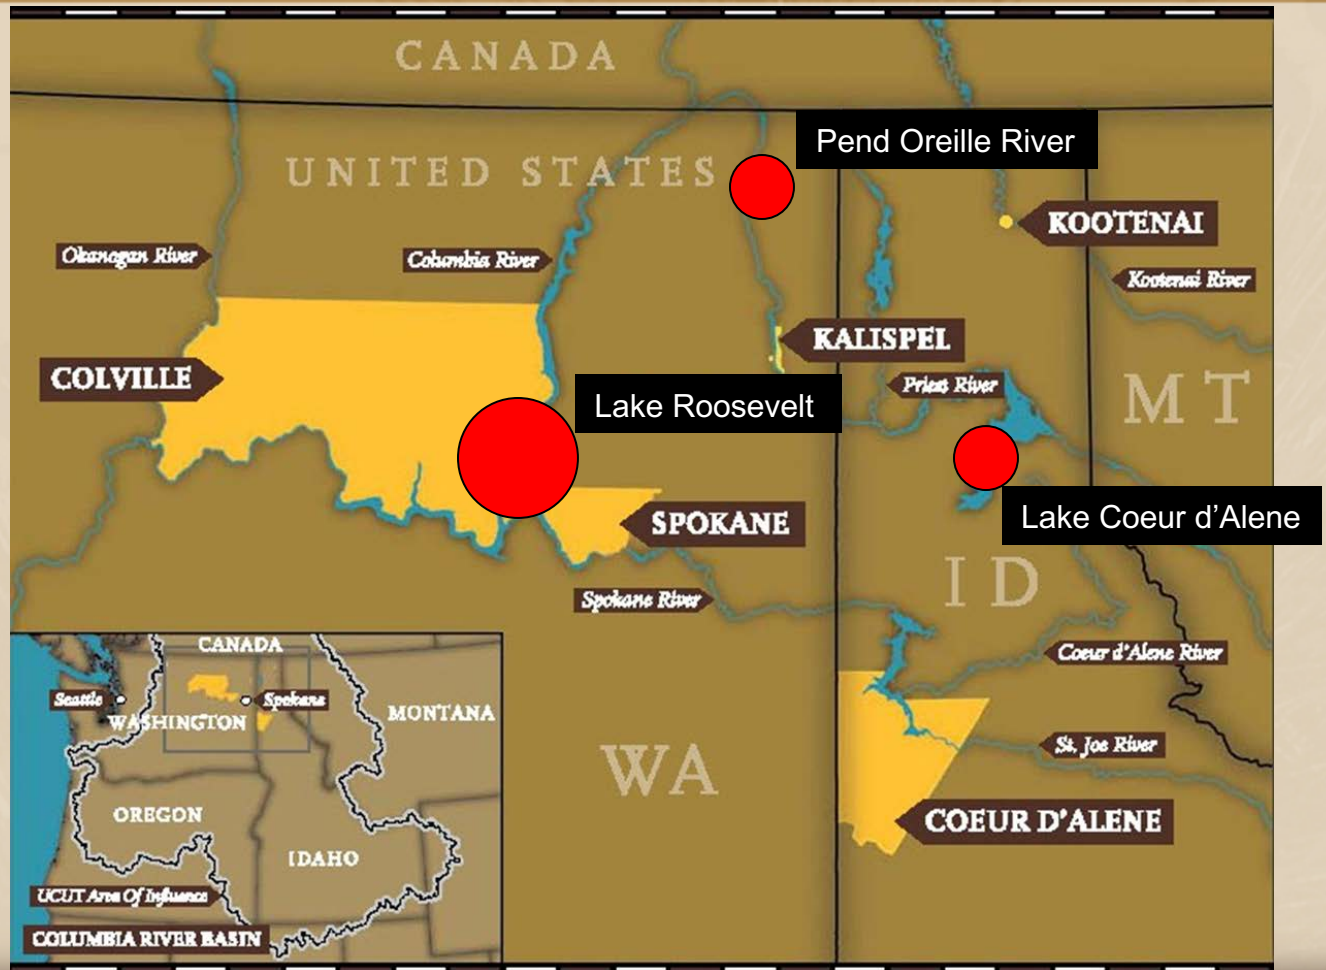 CANADA
Pend Oreille River
UNITED STATES
KOOTENAI
Okanagan River
Columbia River
Kootenai River
KALISPEL
COLVILLE
Priest River
MT
Lake Roosevelt
SPOKANE
Lake Coeur d’Alene
ID
Spokane River
Coeur d'Alene River
St. Joe River
WA
COEUR D'ALENE
CANADA
Seattle
Spokane
WASHINGTON
MONTANA
OREGON
IDAHO
UCUT Area Of Influence
COLUMBIA RIVER BASIN